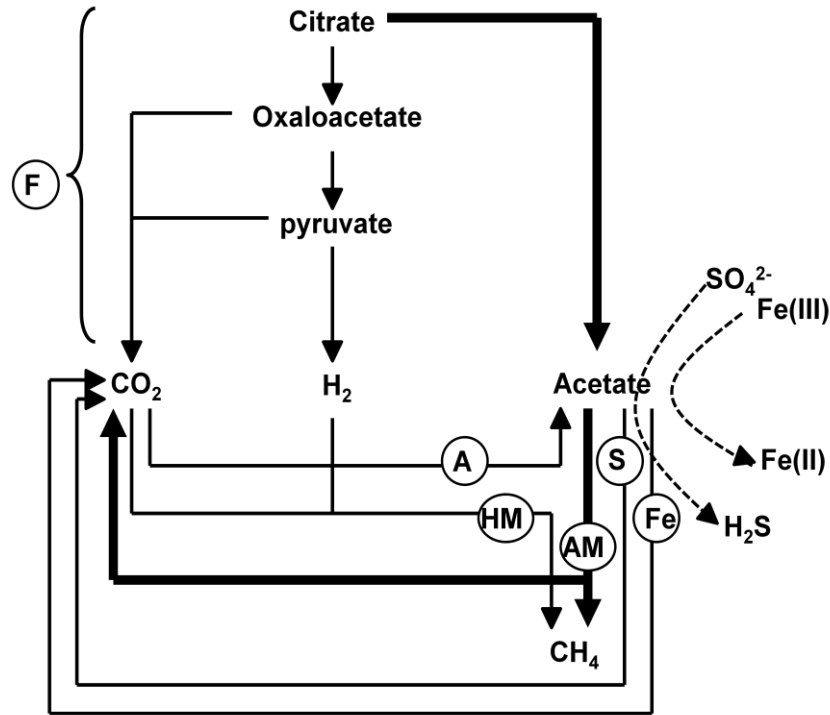 Citrate
Oxaloacetate
F
pyruvate
SO₄²⁻
Fe(III)
CO₂
H₂
Acetate
A
S
Fe(II)
HM
Fe
H₂S
AM
CH₄